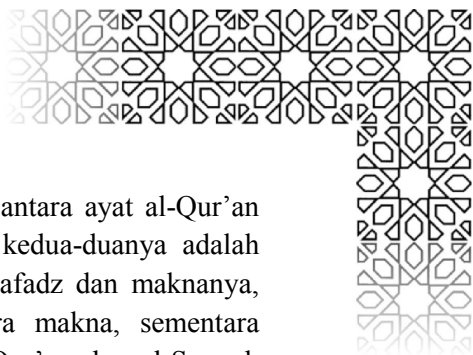 antara ayat al-Qur’an
kedua-duanya adalah
afadz dan maknanya,
makna, sementara